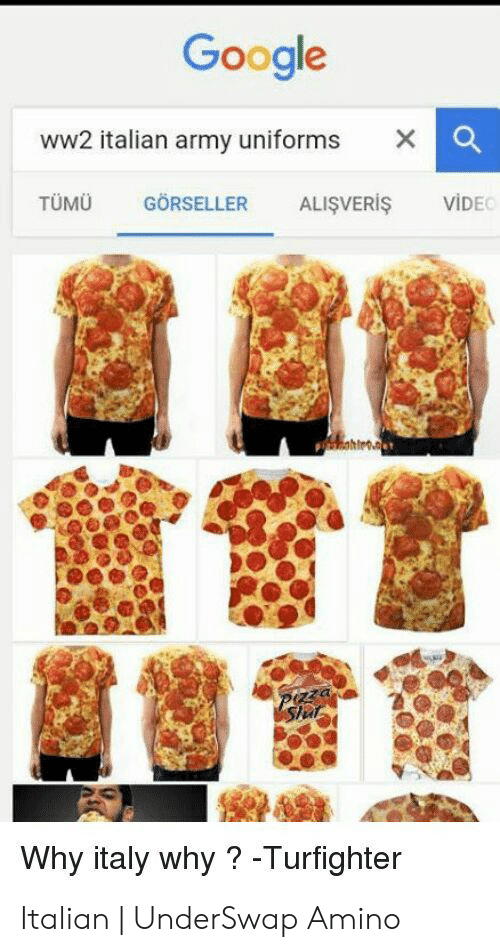 Google
ww2 italian army uniforms
TÜMÜ GÖRSELLER ALIŞVERİŞ VİDEO
Pizza
Slut
Why italy why ? -Turfighter
Italian | UnderSwap Amino